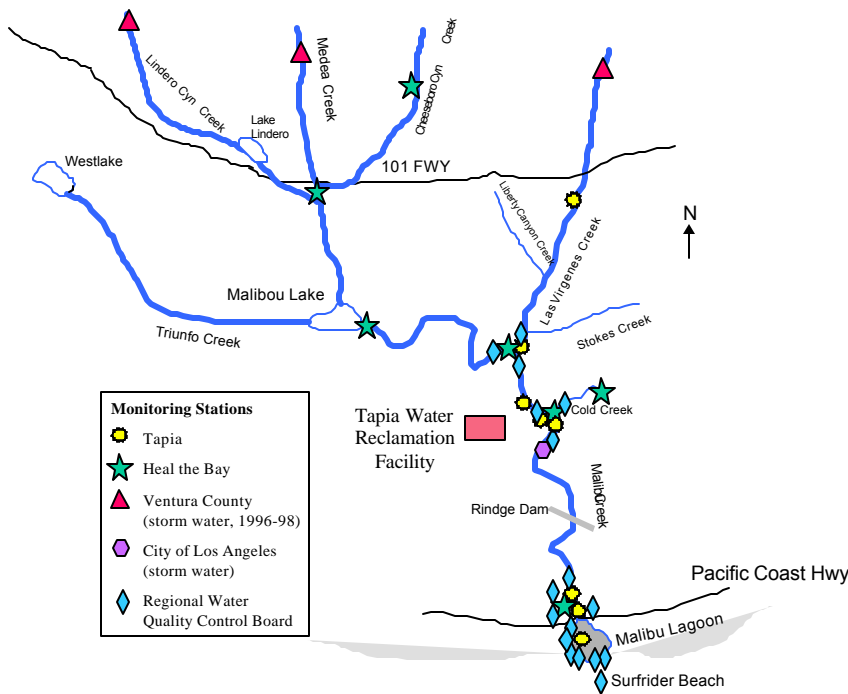 Lindero Cyn Creek
Medea Creek
Cheeseboro Cyn
Creek
Lake
Lindero
Westlake
101 FWY
Liberty Canyon Creek
Las Virgenes Creek
N
Malibou Lake
Triunfo Creek
Stokes Creek
Cold Creek
Tapia Water
Reclamation
Facility
Monitoring Stations
Tapia
Heal the Bay
Ventura County
(storm water, 1996-98)
City of Los Angeles
(storm water)
Regional Water
Quality Control Board
Rindge Dam
Pacific Coast Hwy
Malibu Lagoon
Surfrider Beach